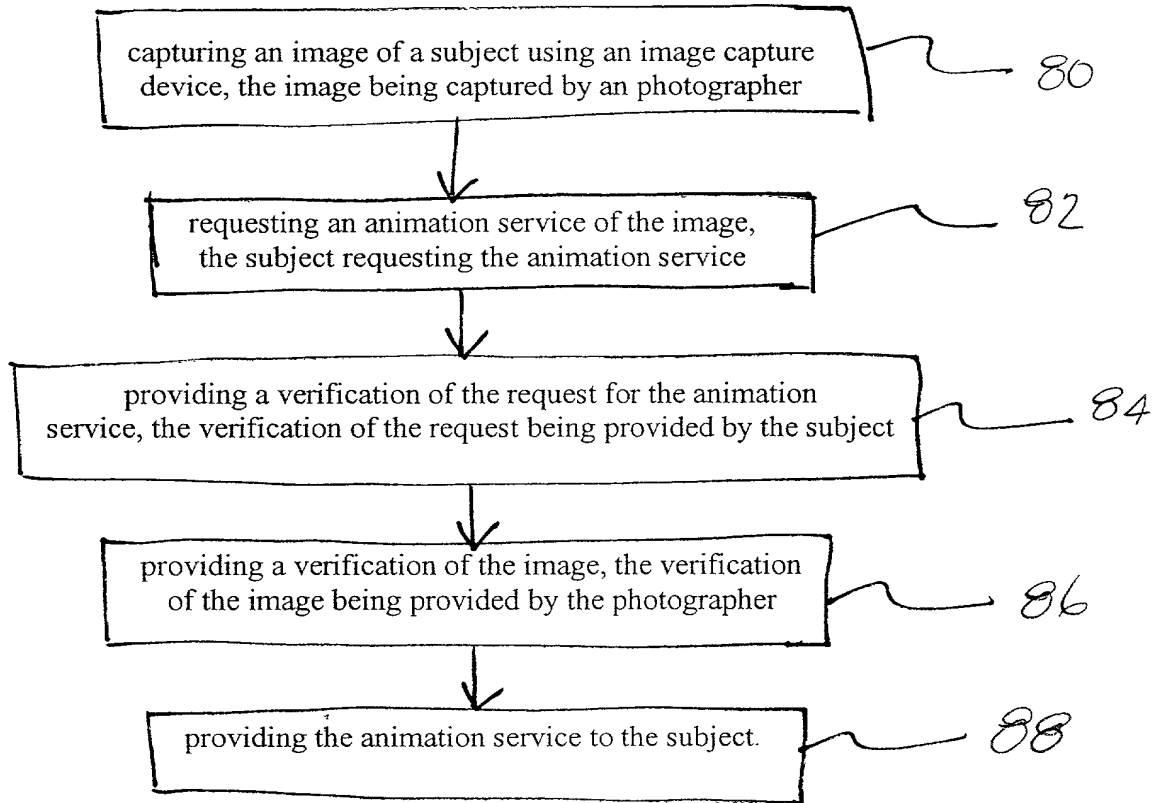 capturing an image of a subject using an image capture
device, the image being captured by an photographer
80
requesting an animation service of the image,
the subject requesting the animation service
82
providing a verification of the request for the animation
service, the verification of the request being provided by the subject
84
providing a verification of the image, the verification
of the image being provided by the photographer
86
providing the animation service to the subject.
88